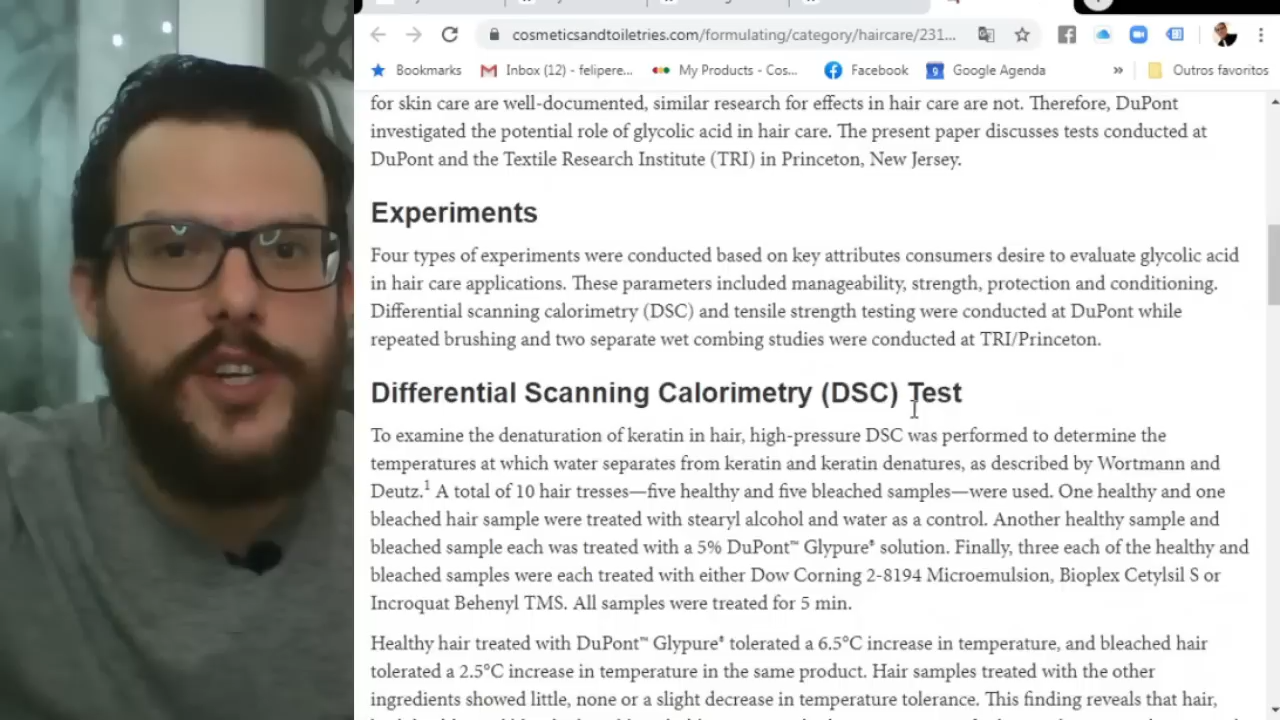 cosmeticsandtoiletries.com/formulating/category/haircare/231...
Bookmarks Inbox (12) - felipere... My Products - Cos... Facebook 9 Google Agenda » Outros favoritos
for skin care are well-documented, similar research for effects in hair care are not. Therefore, DuPont
investigated the potential role of glycolic acid in hair care. The present paper discusses tests conducted at
DuPont and the Textile Research Institute (TRI) in Princeton, New Jersey.
Experiments
Four types of experiments were conducted based on key attributes consumers desire to evaluate glycolic acid
in hair care applications. These parameters included manageability, strength, protection and conditioning.
Differential scanning calorimetry (DSC) and tensile strength testing were conducted at DuPont while
repeated brushing and two separate wet combing studies were conducted at TRI/Princeton.
Differential Scanning Calorimetry (DSC) Test
To examine the denaturation of keratin in hair, high-pressure DSC was performed to determine the
temperatures at which water separates from keratin and keratin denatures, as described by Wortmann and
Deutz.¹ A total of 10 hair tresses—five healthy and five bleached samples—were used. One healthy and one
bleached hair sample were treated with stearyl alcohol and water as a control. Another healthy sample and
bleached sample each was treated with a 5% DuPont™ Glypure® solution. Finally, three each of the healthy and
bleached samples were each treated with either Dow Corning 2-8194 Microemulsion, Bioplex Cetylsil S or
Incroquat Behenyl TMS. All samples were treated for 5 min.
Healthy hair treated with DuPont™ Glypure® tolerated a 6.5°C increase in temperature, and bleached hair
tolerated a 2.5°C increase in temperature in the same product. Hair samples treated with the other
ingredients showed little, none or a slight decrease in temperature tolerance. This finding reveals that hair,